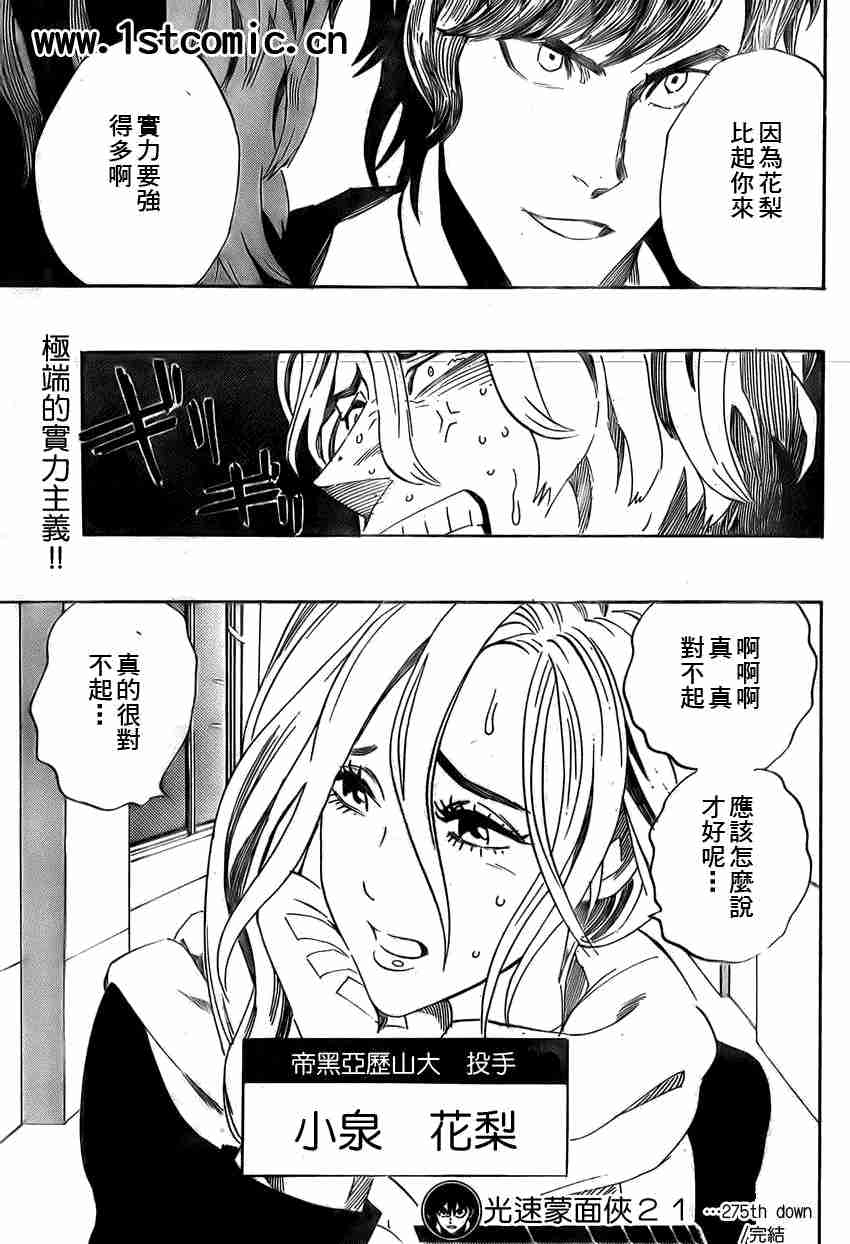 www.1stcomic.cn
因為花梨
比起你來
實力要強
得多啊
極端的實力主義!!
ギギ
ギギ
啊啊啊
真真
對不起
應該怎麼說
才好呢…
真的很對
不起…
帝黑亞歷山大 投手
小泉 花梨
光速蒙面俠21 …275th down
/完結